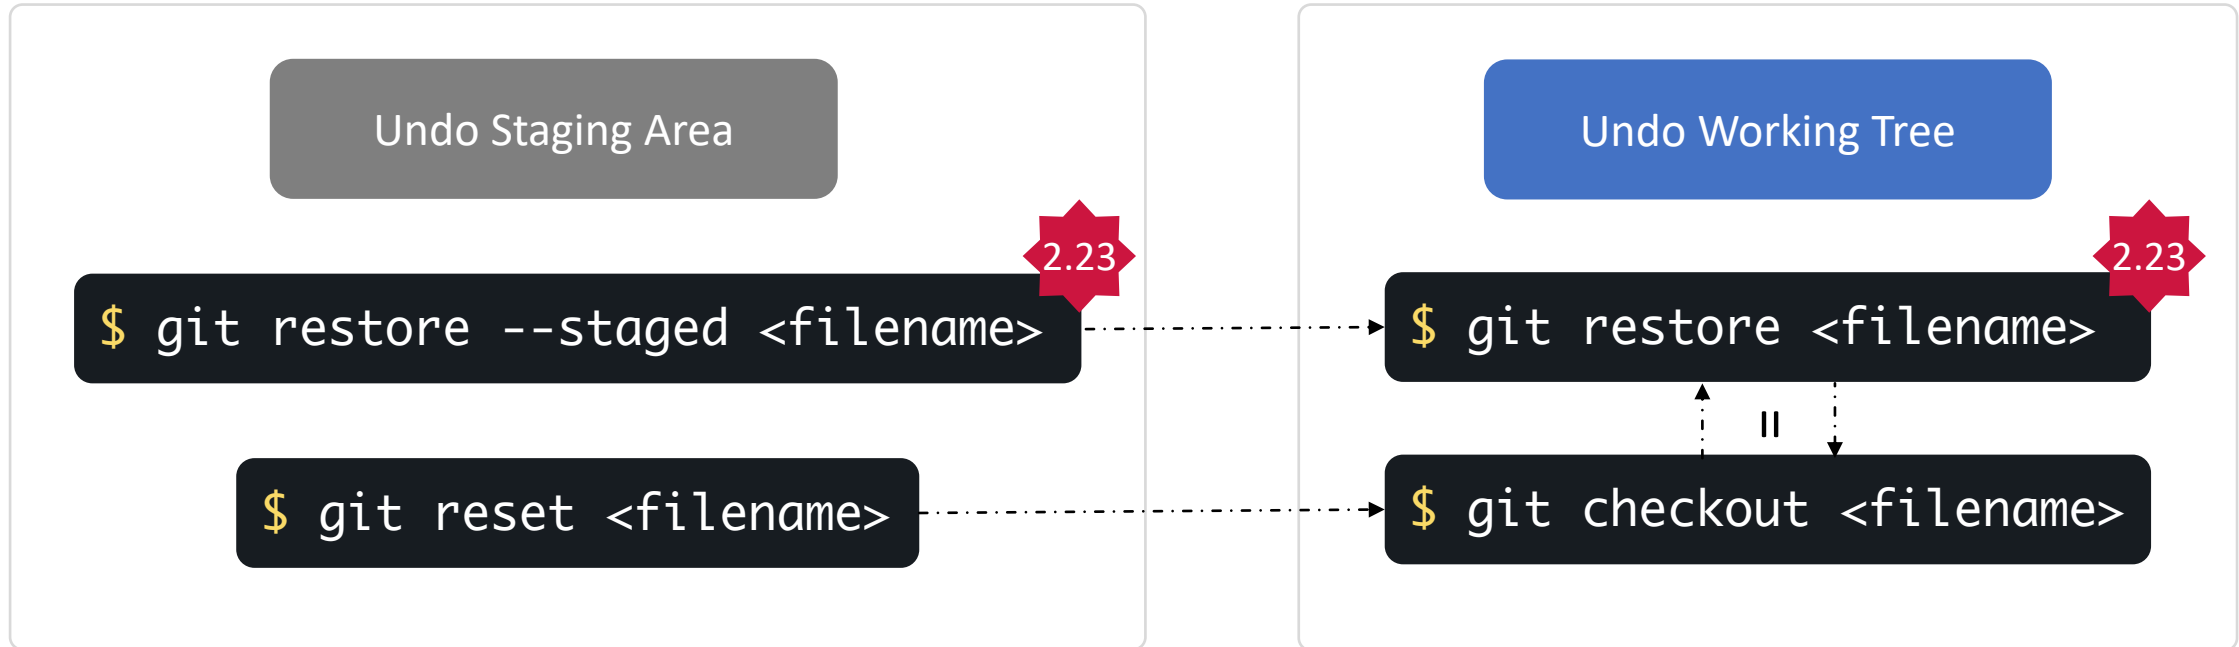 Undo Staging Area
2.23
$ git restore --staged <filename>
$ git reset <filename>
Undo Working Tree
2.23
$ git restore <filename>
=
$ git checkout <filename>